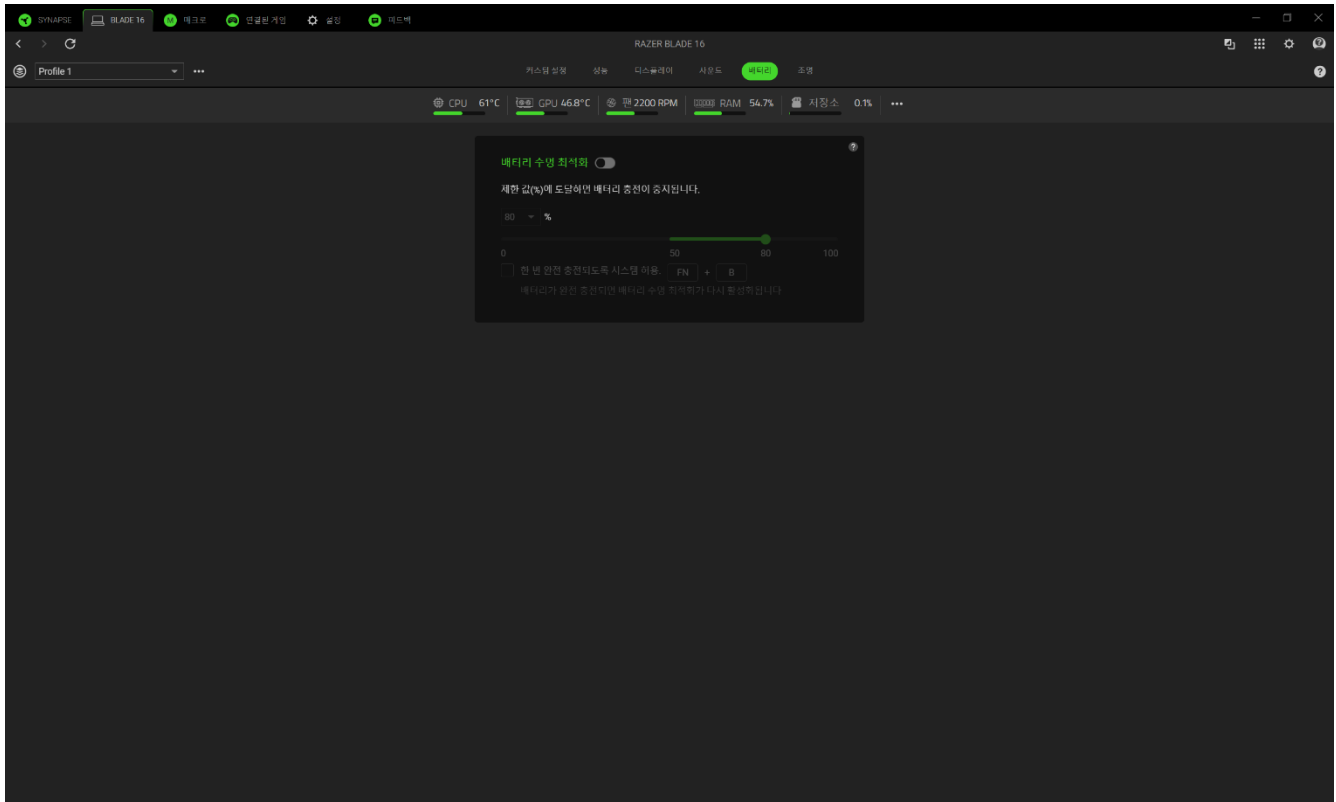 SYNAPSE BLADE 16 매크로 연결된 게임 설정 피드백
RAZER BLADE 16
Profile 1 커스텀 설정 성능 디스플레이 사운드 배터리 조명
CPU 61°C GPU 46.8°C 팬 2200 RPM RAM 54.7% 저장소 0.1%
배터리 수명 최적화
제한 값(%)에 도달하면 배터리 충전이 중지됩니다.
80 %
0 50 80 100
한 번 완전 충전되도록 시스템 이용. FN + B
배터리가 완전 충전되면 배터리 수명 최적화가 다시 활성화됩니다